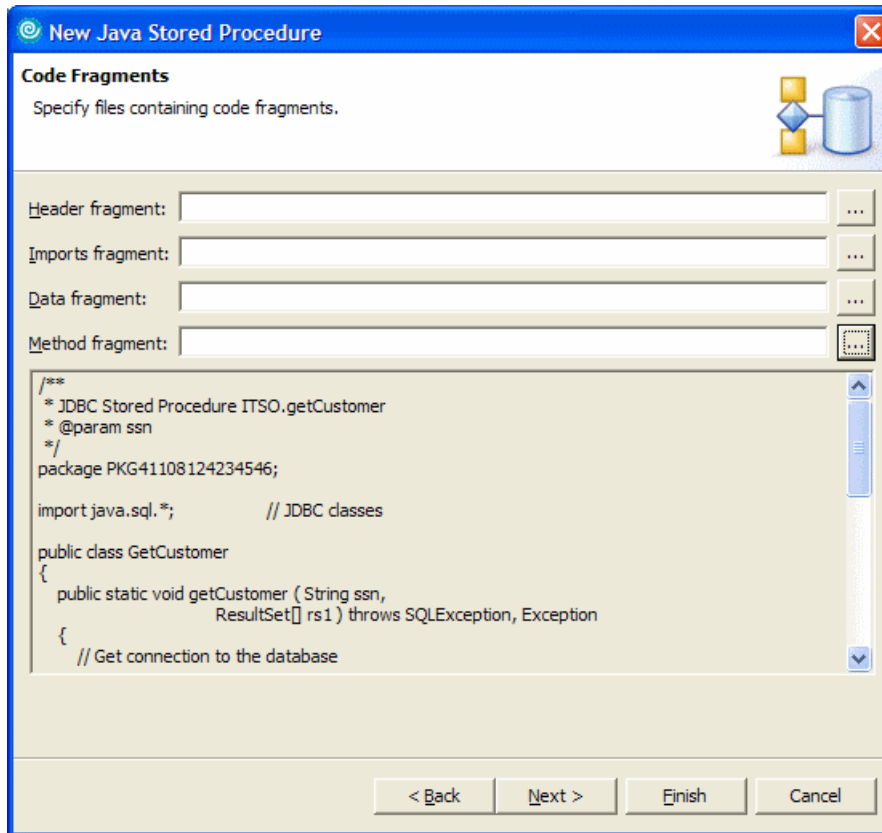 New Java Stored Procedure
Code Fragments
Specify files containing code fragments.
Header fragment: ...
Imports fragment: ...
Data fragment: ...
Method fragment: ...
/**
* JDBC Stored Procedure ITSO.getCustomer
* @param ssn
*/
package PKG41108124234546;
import java.sql.*; // JDBC classes
public class GetCustomer
{
public static void getCustomer ( String ssn,
ResultSet[] rs1 ) throws SQLException, Exception
{
// Get connection to the database
< Back Next > Finish Cancel